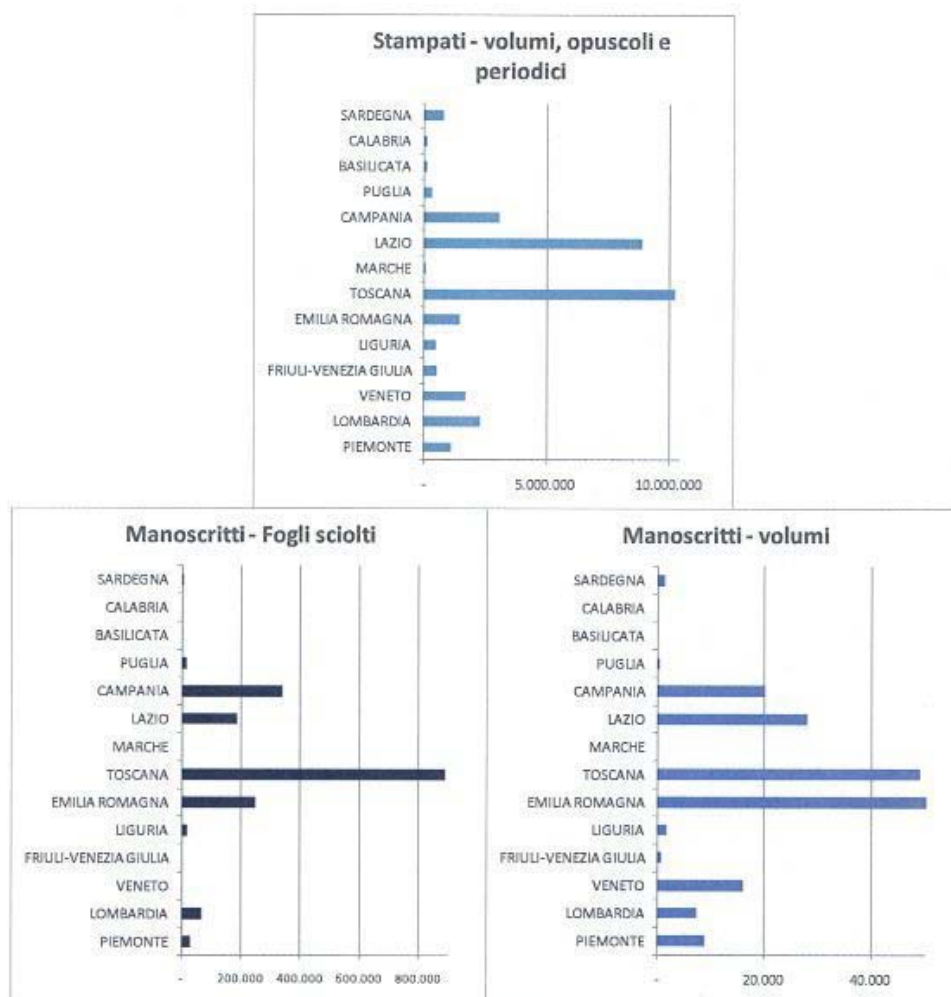 Stampati - volumi, opuscoli e
periodici
SARDEGNA
CALABRIA
BASILICATA
PUGLIA
CAMPANIA
LAZIO
MARCHE
TOSCANA
EMILIA ROMAGNA
LIGURIA
FRIULI-VENEZIA GIULIA
VENETO
LOMBARDIA
PIEMONTE
- 5.000.000 10.000.000
Manoscritti - Fogli sciolti
SARDEGNA
CALABRIA
BASILICATA
PUGLIA
CAMPANIA
LAZIO
MARCHE
TOSCANA
EMILIA ROMAGNA
LIGURIA
FRIULI-VENEZIA GIULIA
VENETO
LOMBARDIA
PIEMONTE
- 200.000 400.000 600.000 800.000
Manoscritti - volumi
SARDEGNA
CALABRIA
BASILICATA
PUGLIA
CAMPANIA
LAZIO
MARCHE
TOSCANA
EMILIA ROMAGNA
LIGURIA
FRIULI-VENEZIA GIULIA
VENETO
LOMBARDIA
PIEMONTE
- 20.000 40.000